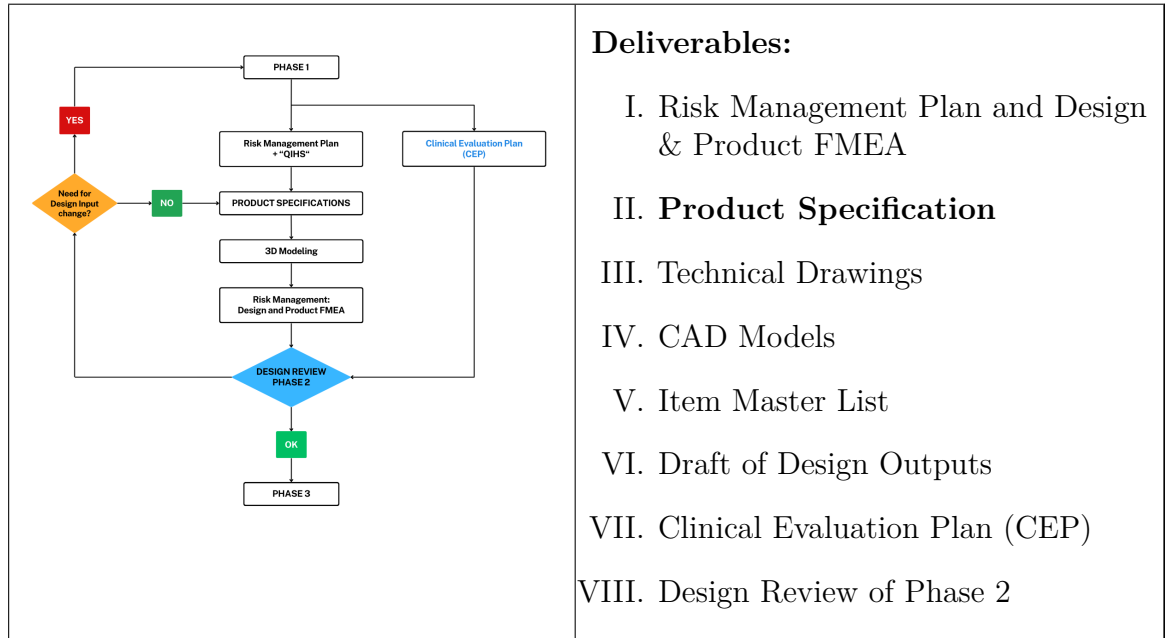 PHASE 1
YES
Risk Management Plan
+ "QIHS"
Clinical Evaluation Plan
(CEP)
Need for
Design Input
change?
NO
PRODUCT SPECIFICATIONS
3D Modeling
Risk Management:
Design and Product FMEA
DESIGN REVIEW
PHASE 2
OK
PHASE 3
Deliverables:
I. Risk Management Plan and Design
& Product FMEA
II. Product Specification
III. Technical Drawings
IV. CAD Models
V. Item Master List
VI. Draft of Design Outputs
VII. Clinical Evaluation Plan (CEP)
VIII. Design Review of Phase 2